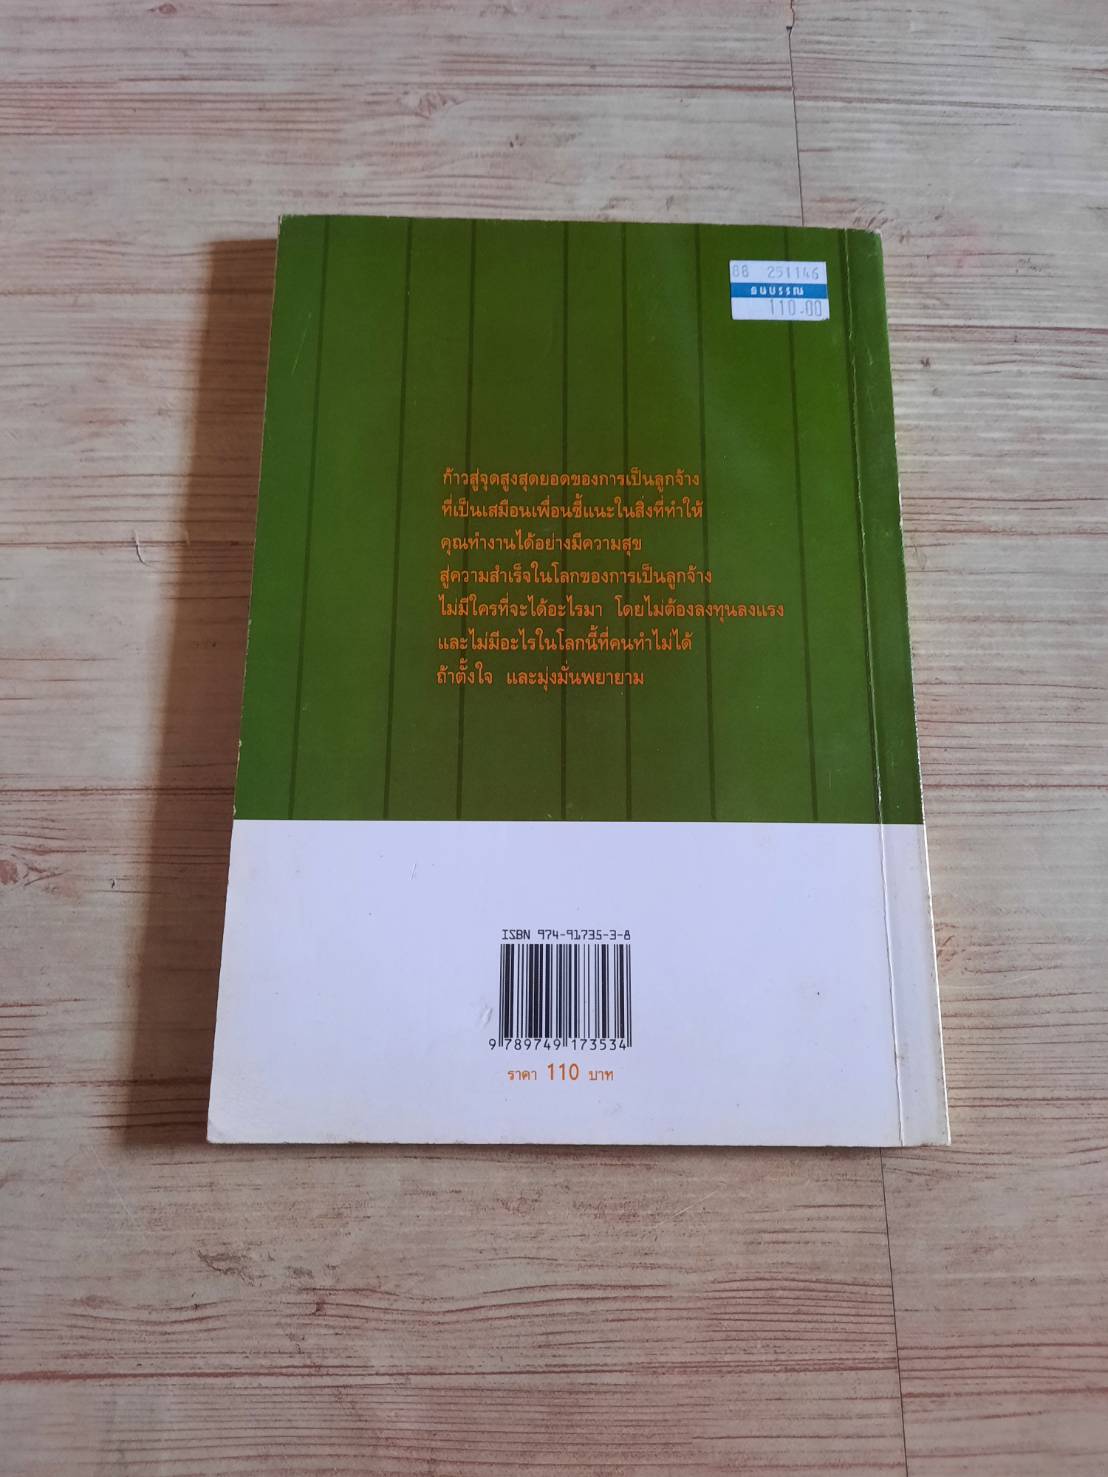 88 251146
ธนบรรณ
110.00
ก้าวสู่จุดสูงสุดยอดของการเป็นลูกจ้าง
ที่เป็นเสมือนเพื่อนชี้แนะในสิ่งที่ทำให้
คุณทำงานได้อย่างมีความสุข
สู่ความสำเร็จในโลกของการเป็นลูกจ้าง
ไม่มีใครที่จะได้อะไรมา โดยไม่ต้องลงทุนลงแรง
และไม่มีอะไรในโลกนี้ที่คนทำไม่ได้
ถ้าตั้งใจ และมุ่งมั่นพยายาม
ISBN 974-91735-3-8
9 789749 173534
ราคา 110 บาท